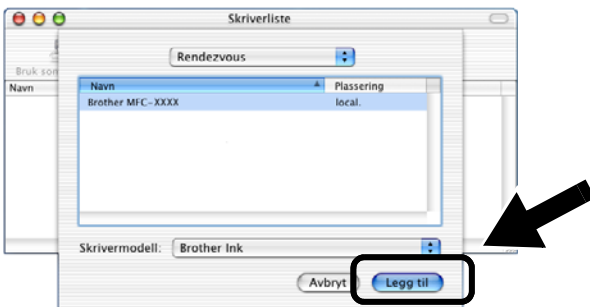 Skriverliste
Rendezvous
Bruk som
Navn
Navn Plassering
Brother MFC-XXXX local.
Skrivermodell: Brother Ink
Avbryt Legg til